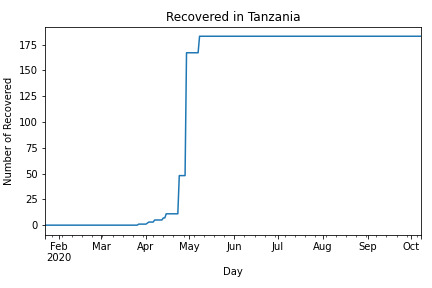 Recovered in Tanzania
Number of Recovered
175
150
125
100
75
50
25
0
Feb Mar Apr May Jun Jul Aug Sep Oct
2020
Day